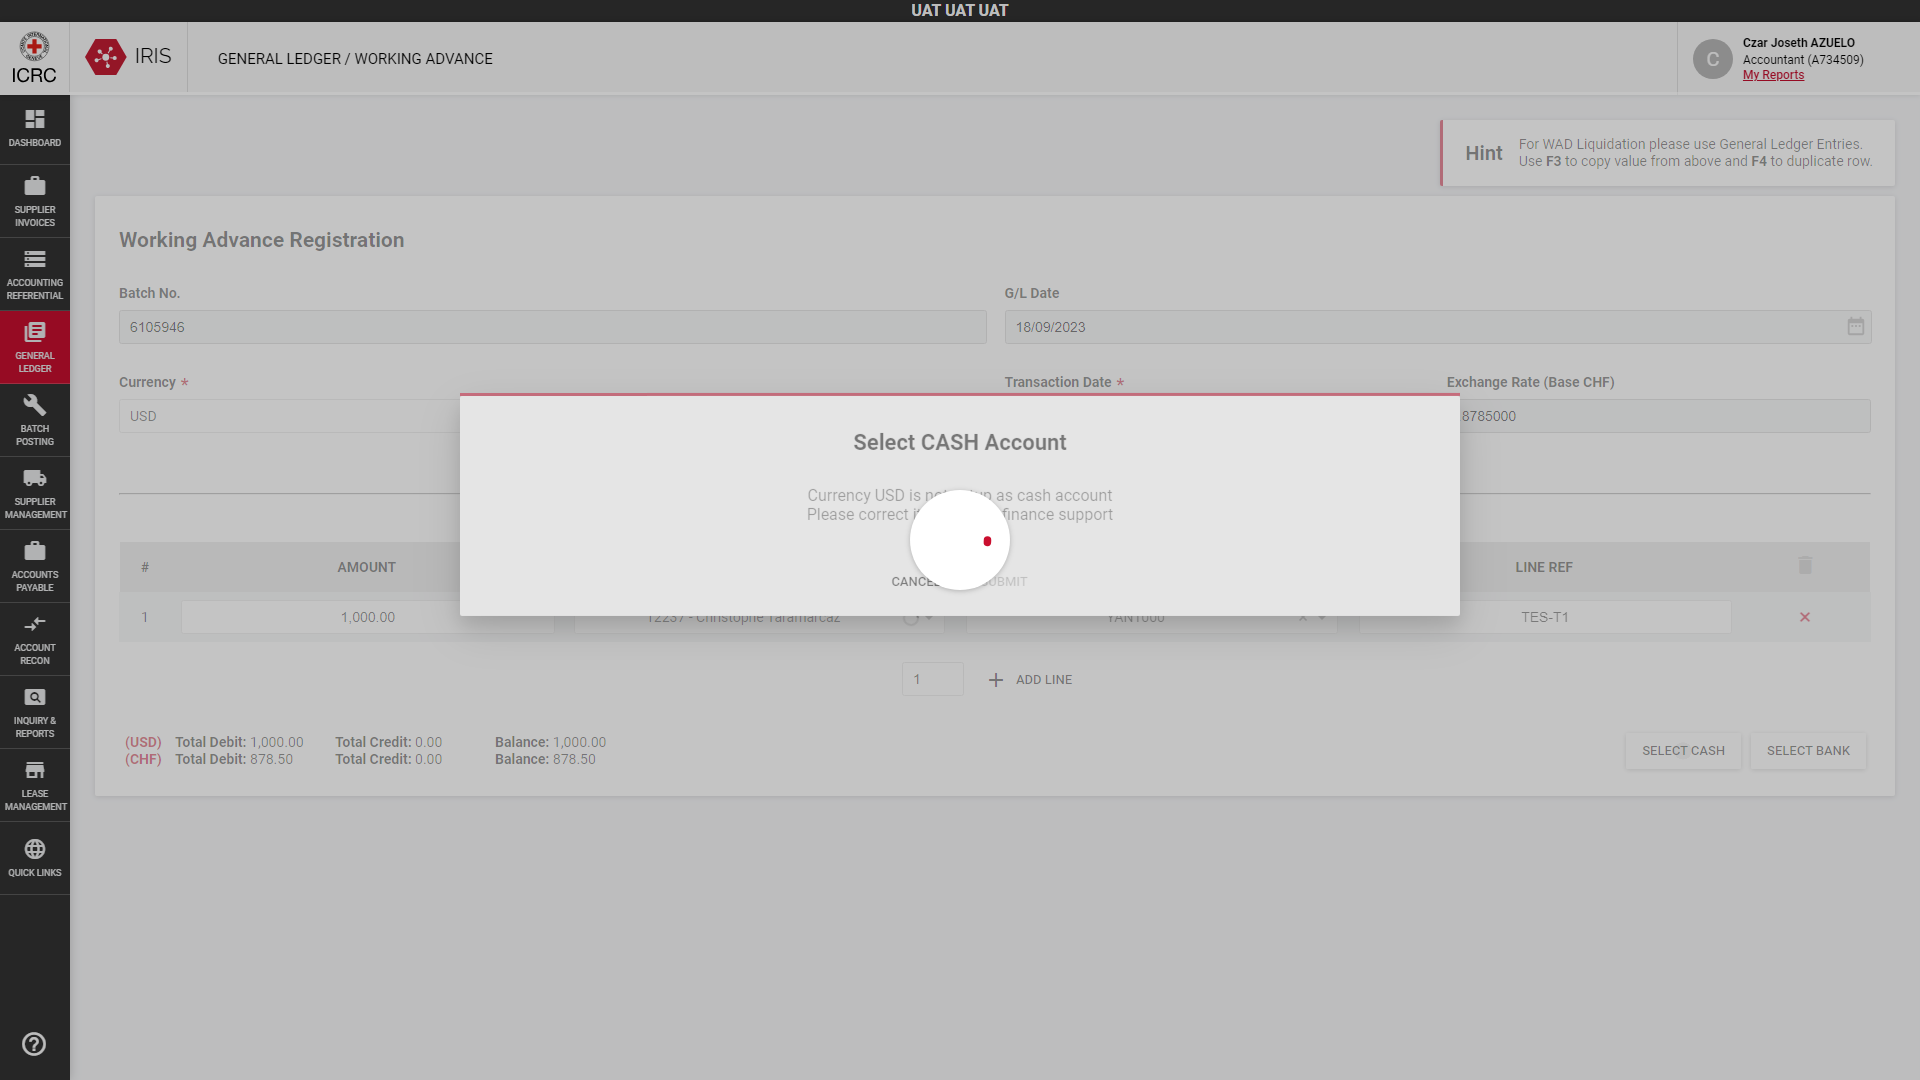 UAT UAT UAT
ICRC
IRIS
GENERAL LEDGER / WORKING ADVANCE
C
Czar Joseth AZUELO
Accountant (A734509)
My Reports
DASHBOARD
SUPPLIER
INVOICES
ACCOUNTING
REFERENTIAL
GENERAL
LEDGER
BATCH
POSTING
SUPPLIER
MANAGEMENT
ACCOUNTS
PAYABLE
ACCOUNT
RECON
INQUIRY &
REPORTS
LEASE
MANAGEMENT
QUICK LINKS
Hint
For WAD Liquidation please use General Ledger Entries.
Use F3 to copy value from above and F4 to duplicate row.
Working Advance Registration
Batch No.
G/L Date
6105946
18/09/2023
Currency *
Transaction Date *
Exchange Rate (Base CHF)
USD
8785000
Select CASH Account
Currency USD is as cash account
Please correct finance support
CANCEL
# AMOUNT LINE REF
1 1,000.00 12237 - Christophe Taramarcaz YAN1000 TES-T1
1 ADD LINE
(USD) Total Debit: 1,000.00 Total Credit: 0.00 Balance: 1,000.00
(CHF) Total Debit: 878.50 Total Credit: 0.00 Balance: 878.50
SELECT CASH
SELECT BANK